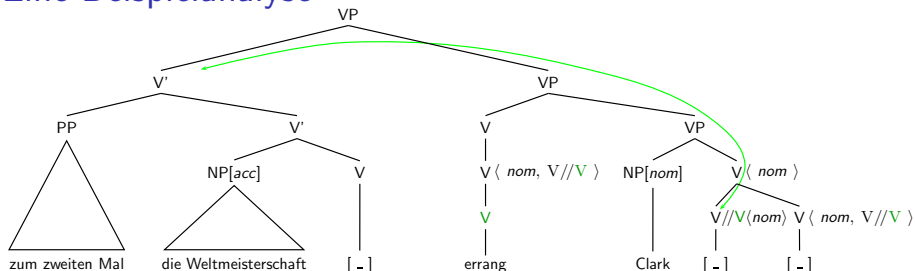 Eine Beispielanalyse
VP
V' VP
PP V' V VP
NP[acc] V V⟨ nom, V//V ⟩ NP[nom] V⟨ nom ⟩
V V//V⟨nom⟩ V⟨ nom, V//V ⟩
zum zweiten Mal die Weltmeisterschaft [ - ] errang Clark [ - ] [ - ]